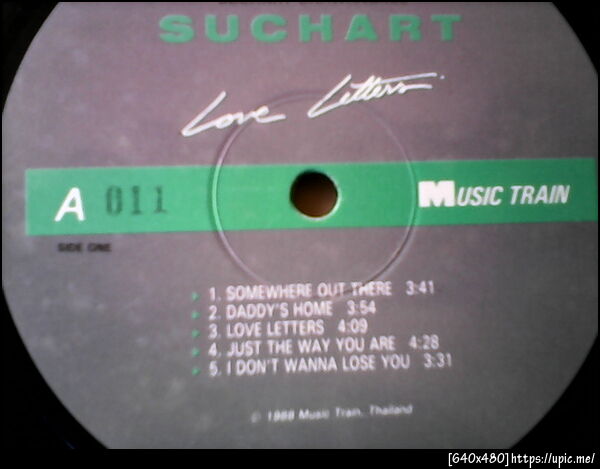 SUCHART
Love Letters
A 011
MUSIC TRAIN
SIDE ONE
1. SOMEWHERE OUT THERE 3:41
2. DADDY'S HOME 3:54
3. LOVE LETTERS 4:09
4. JUST THE WAY YOU ARE 4:28
5. I DON'T WANNA LOSE YOU 3:31
© 1988 Music Train, Thailand
[640x480]https://upic.me/